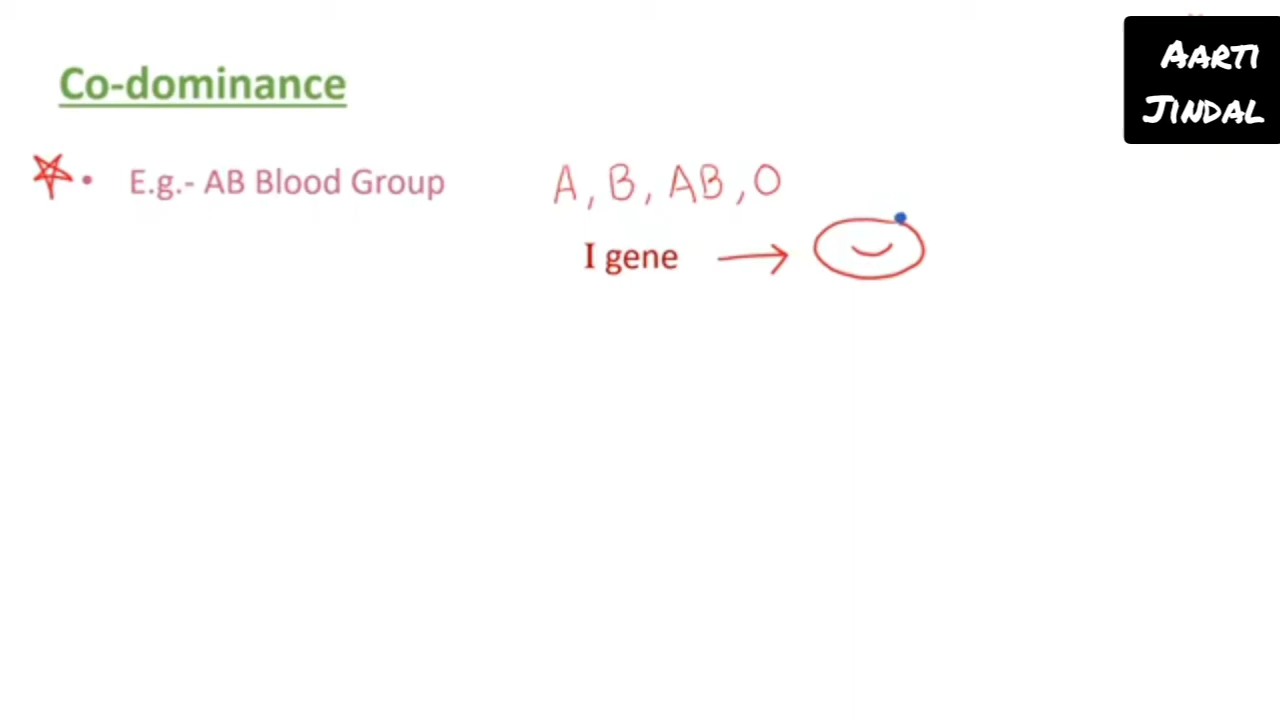 Co-dominance
AARTI
JINDAL
• E.g.- AB Blood Group A, B, AB, O
I gene →